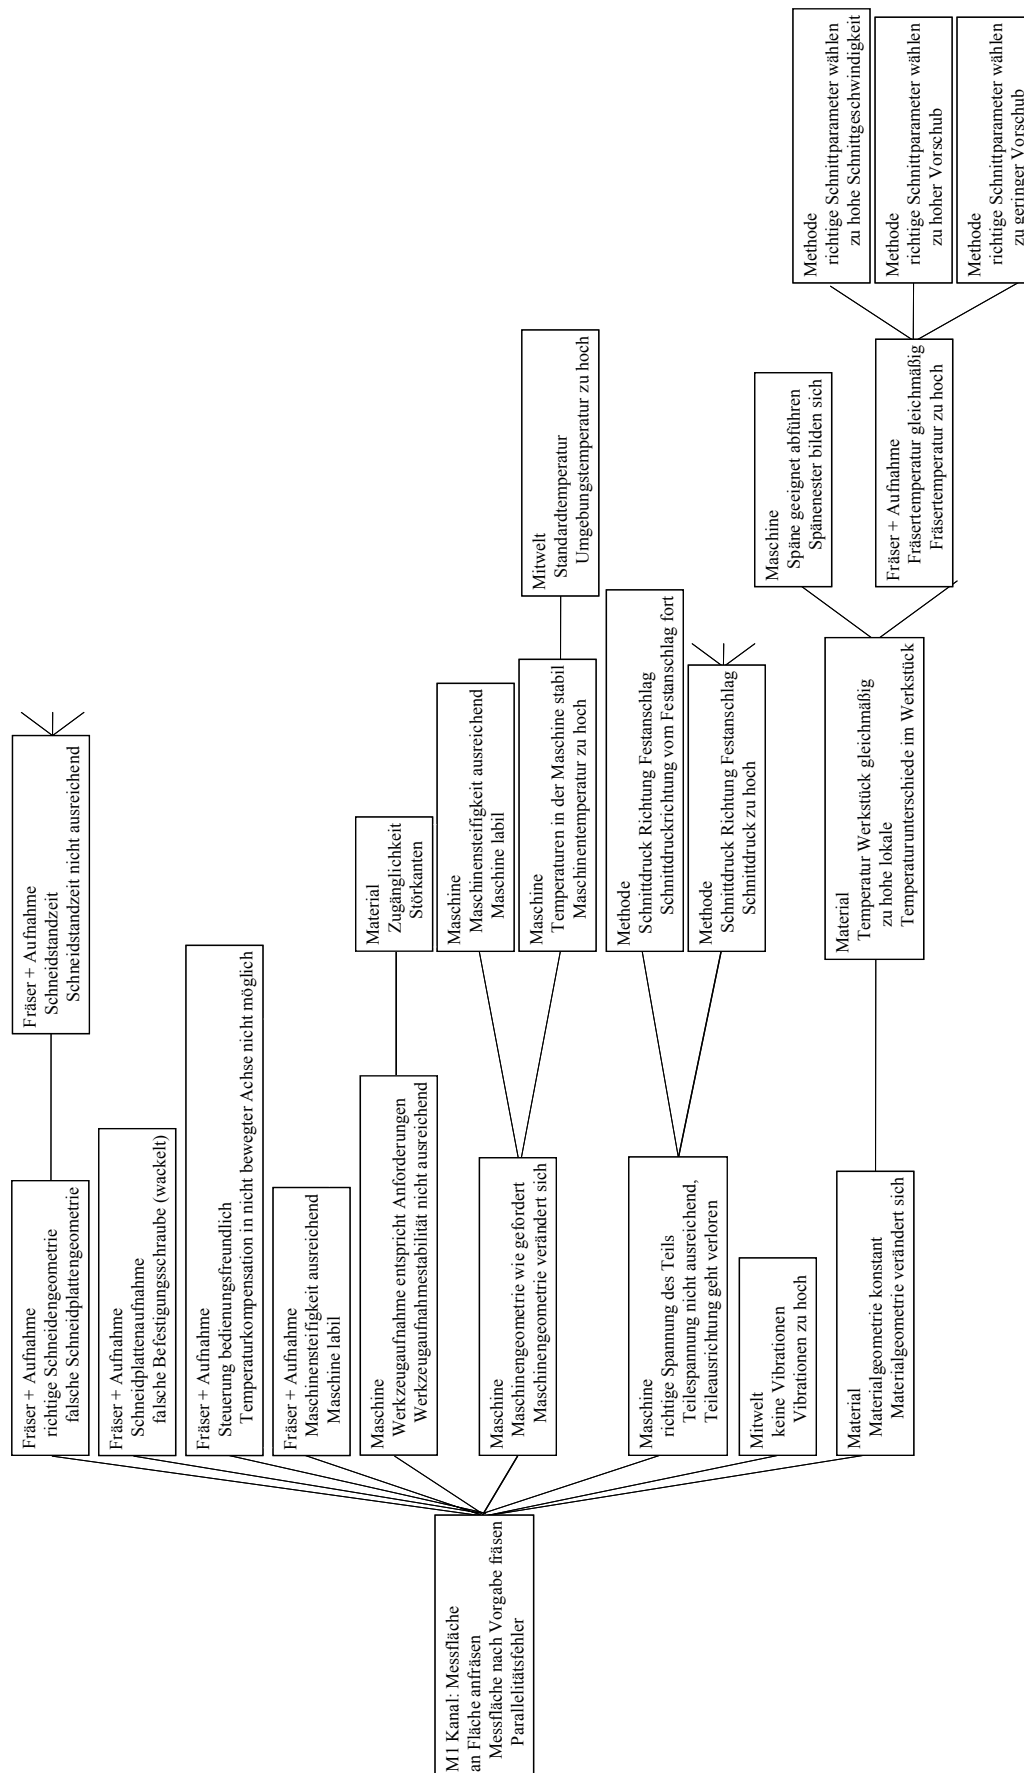 M1 Kanal: Messfläche
an Fläche anfräsen
Messfläche nach Vorgabe fräsen
Parallelitätsfehler
Fräser + Aufnahme
richtige Schneidengeometrie
falsche Schneidplattengeometrie
Fräser + Aufnahme
Schneidplattenaufnahme
falsche Befestigungsschraube (wackelt)
Fräser + Aufnahme
Steuerung bedienungsfreundlich
Temperaturkompensation in nicht bewegter Achse nicht möglich
Fräser + Aufnahme
Maschinensteifigkeit ausreichend
Maschine labil
Maschine
Werkzeugaufnahme entspricht Anforderungen
Werkzeugaufnahmestabilität nicht ausreichend
Maschine
Maschinengeometrie wie gefordert
Maschinengeometrie verändert sich
Maschine
richtige Spannung des Teils
Teilespannung nicht ausreichend,
Teileausrichtung geht verloren
Mitwelt
keine Vibrationen
Vibrationen zu hoch
Material
Materialgeometrie konstant
Materialgeometrie verändert sich
Fräser + Aufnahme
Schneidstandzeit
Schneidstandzeit nicht ausreichend
Material
Zugänglichkeit
Störkanten
Maschine
Maschinensteifigkeit ausreichend
Maschine labil
Maschine
Temperaturen in der Maschine stabil
Maschinentemperatur zu hoch
Methode
Schnittdruck Richtung Festanschlag
Schnittdruckrichtung vom Festanschlag fort
Methode
Schnittdruck Richtung Festanschlag
Schnittdruck zu hoch
Material
Temperatur Werkstück gleichmäßig
zu hohe lokale
Temperaturunterschiede im Werkstück
Mitwelt
Standardtemperatur
Umgebungstemperatur zu hoch
Maschine
Späne geeignet abführen
Spänenester bilden sich
Fräser + Aufnahme
Fräsertemperatur gleichmäßig
Fräsertemperatur zu hoch
Methode
richtige Schnittparameter wählen
zu hohe Schnittgeschwindigkeit
Methode
richtige Schnittparameter wählen
zu hoher Vorschub
Methode
richtige Schnittparameter wählen
zu geringer Vorschub